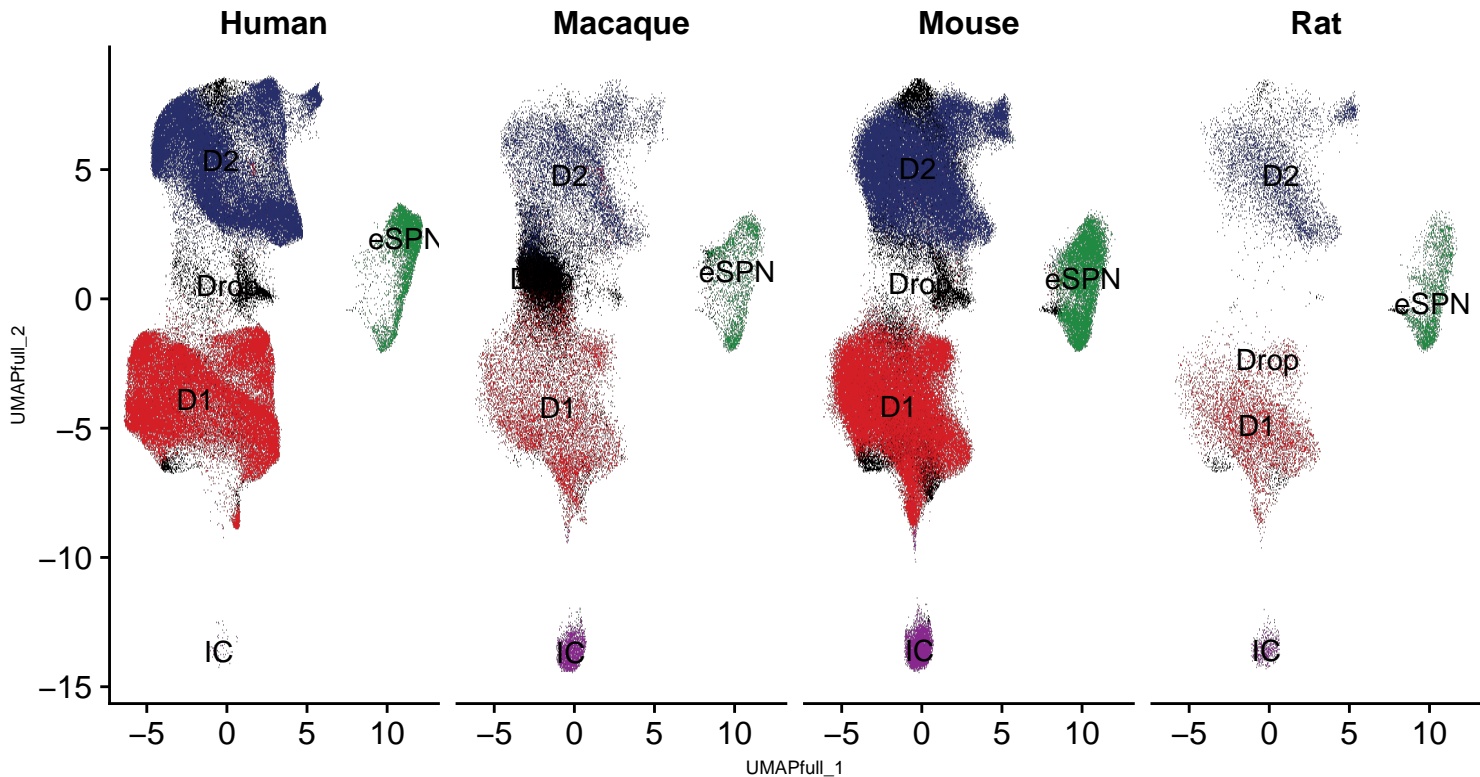 Human Macaque Mouse Rat
D2 D2 D2 D2
eSPN eSPN eSPN eSPN
Drop Drop Drop
D1 D1 D1 D1
IC IC IC IC
5
0
−5
−10
−15
UMAPfull_2
−5 0 5 10 −5 0 5 10 −5 0 5 10 −5 0 5 10
UMAPfull_1